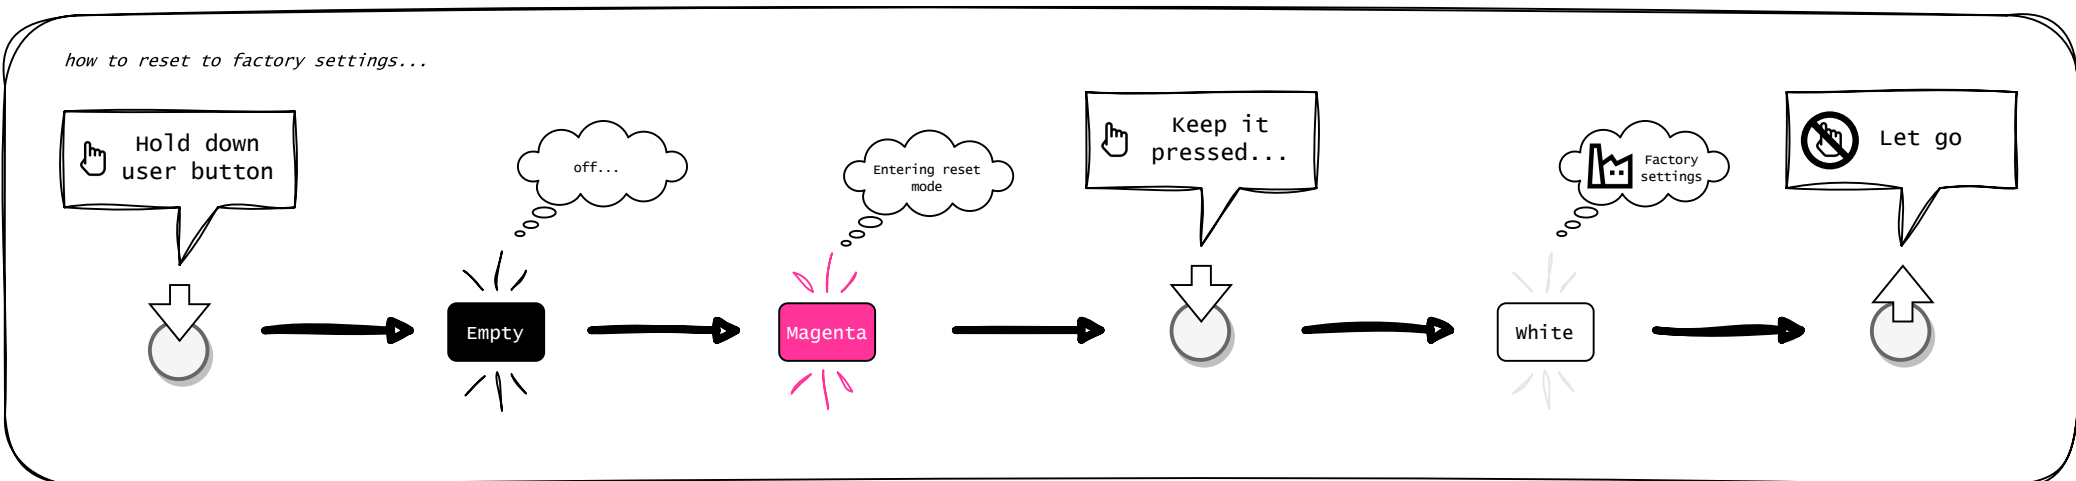 how to reset to factory settings...
Hold down
user button
Empty
off...
Magenta
Entering reset
mode
Keep it
pressed...
White
Factory
settings
Let go